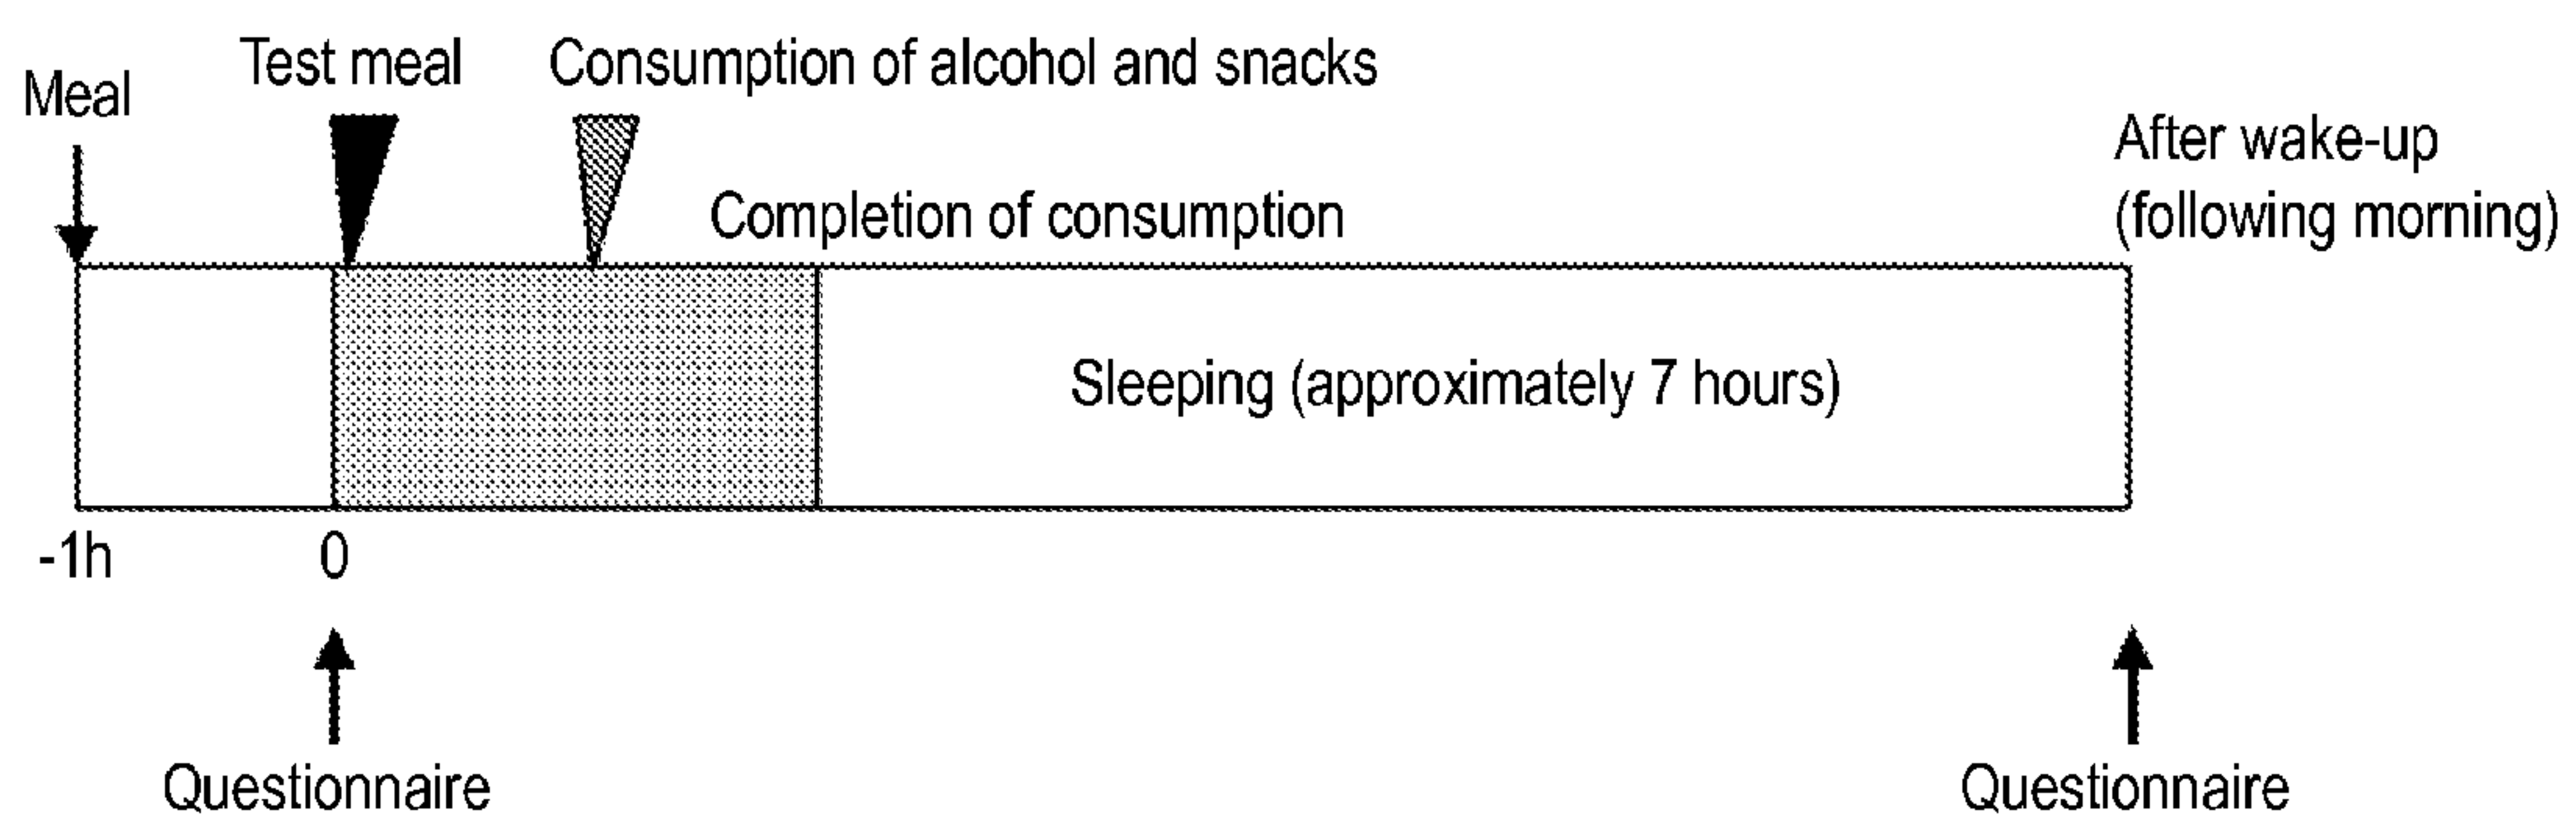 Meal
Test meal
Consumption of alcohol and snacks
Completion of consumption
After wake-up
(following morning)
Sleeping (approximately 7 hours)
-1h
0
Questionnaire
Questionnaire